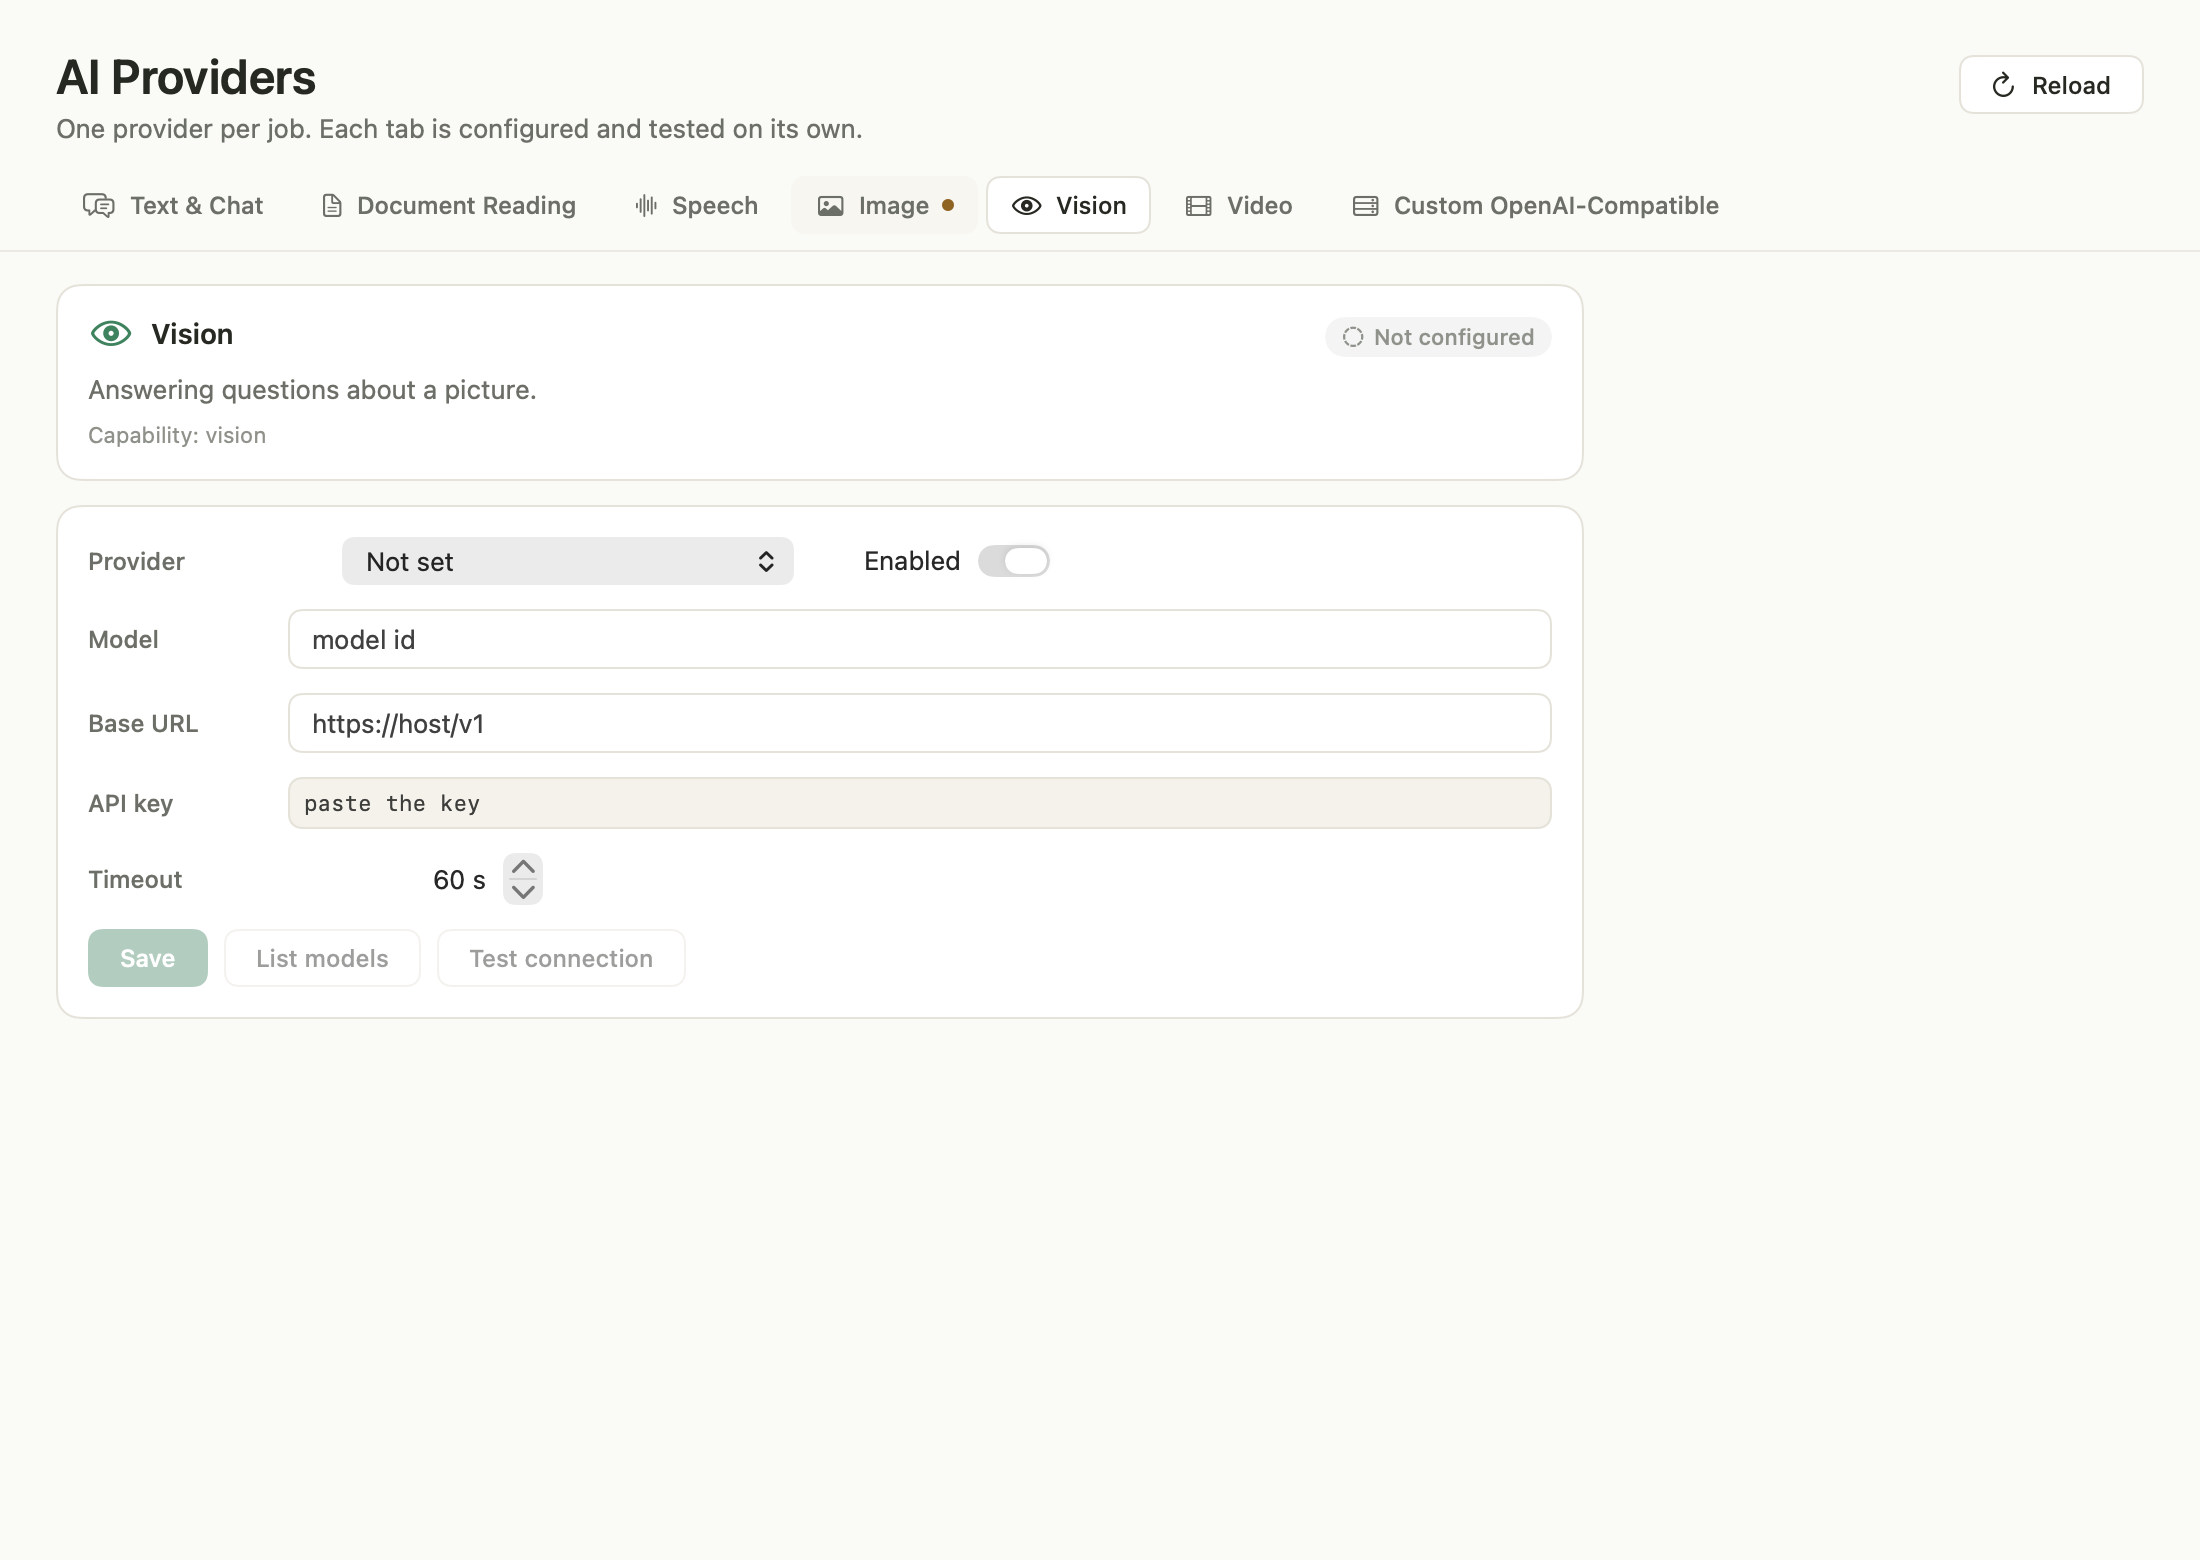 AI Providers
Reload
One provider per job. Each tab is configured and tested on its own.
Text & Chat
Document Reading
Speech
Image
Vision
Video
Custom OpenAI-Compatible
Vision
Not configured
Answering questions about a picture.
Capability: vision
Provider
Not set
Enabled
Model
model id
Base URL
https://host/v1
API key
paste the key
Timeout
60 s
Save
List models
Test connection